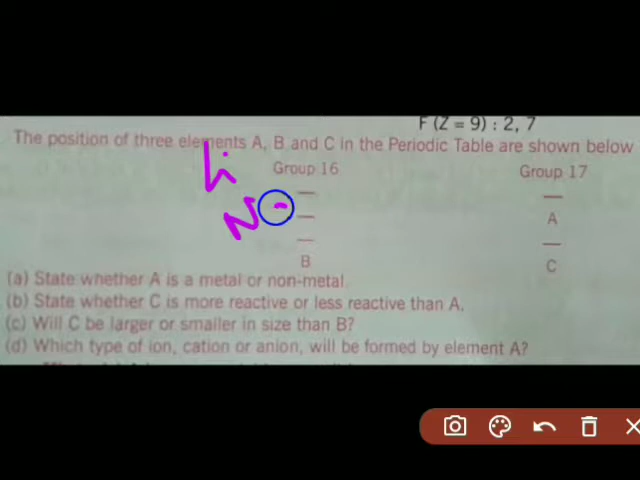 F (Z = 9) : 2, 7
The position of three elements A, B and C in the Periodic Table are shown below
Group 16 Group 17
— —
— A
— —
B C
(a) State whether A is a metal or non-metal.
(b) State whether C is more reactive or less reactive than A.
(c) Will C be larger or smaller in size than B?
(d) Which type of ion, cation or anion, will be formed by element A?